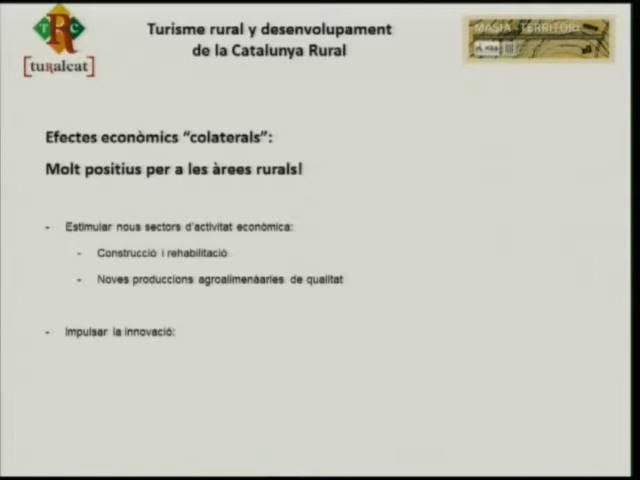 T R C
[turalcat]
Turisme rural y desenvolupament
de la Catalunya Rural
MASIA - TERRITORI
Efectes econòmics “colaterals”:
Molt positius per a les àrees rurals!
- Estimular nous sectors d’activitat econòmica:
- Construcció i rehabilitació
- Noves produccions agroalimenàaries de qualitat
- Impulsar la innovació: